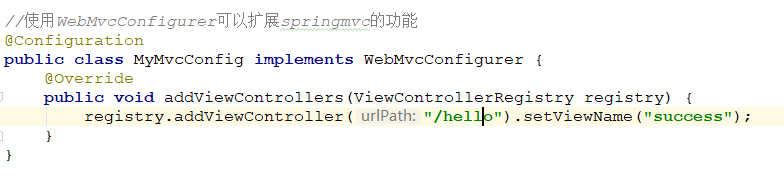 //使用WebMvcConfigurer可以扩展springmvc的功能
@Configuration
public class MyMvcConfig implements WebMvcConfigurer {
@Override
public void addViewControllers(ViewControllerRegistry registry) {
registry.addViewController( urlPath: "/hello").setViewName("success");
}
}